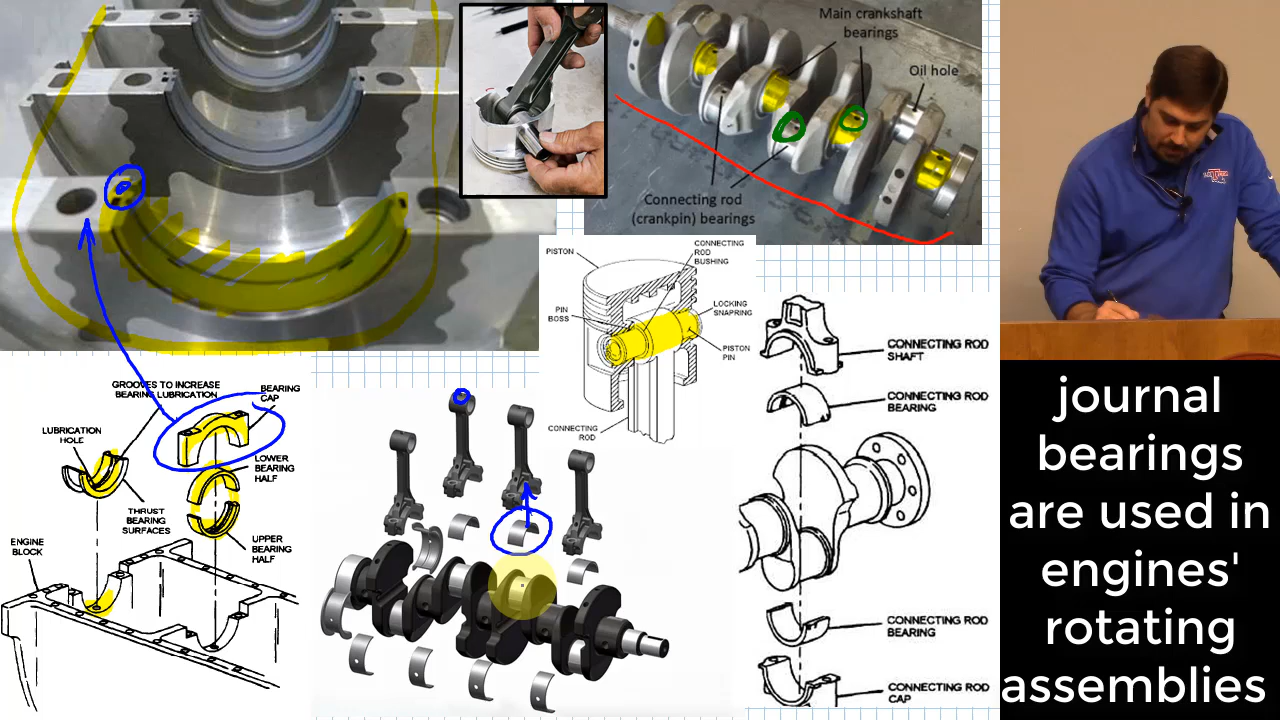 Main crankshaft
bearings
Oil hole
Connecting rod
(crankpin) bearings
PISTON
CONNECTING
ROD
BUSHING
PIN
BOSS
LOCKING
SNAPRING
PISTON
PIN
CONNECTING
ROD
CONNECTING ROD
SHAFT
CONNECTING ROD
BEARING
CONNECTING ROD
BEARING
CONNECTING ROD
CAP
GROOVES TO INCREASE
BEARING LUBRICATION
BEARING
CAP
LUBRICATION
HOLE
LOWER
BEARING
HALF
THRUST
BEARING
SURFACES
UPPER
BEARING
HALF
ENGINE
BLOCK
journal
bearings
are used in
engines'
rotating
assemblies